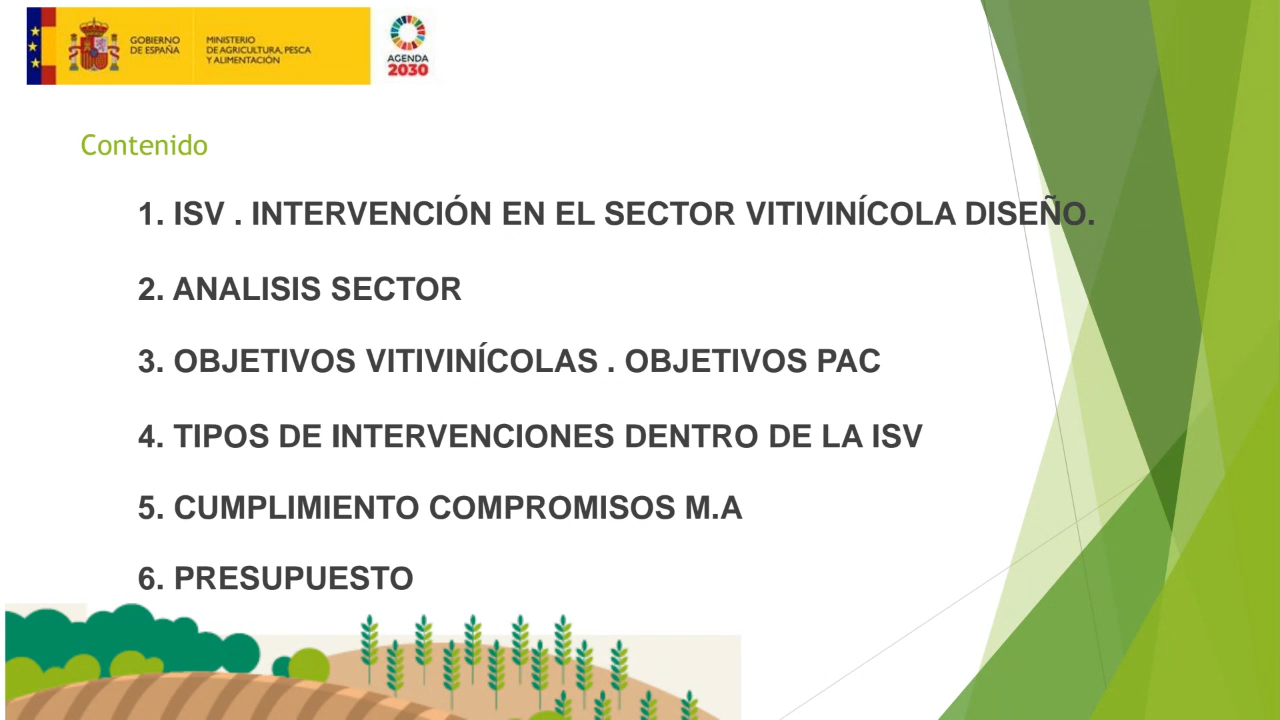 GOBIERNO
DE ESPAÑA
MINISTERIO
DE AGRICULTURA, PESCA
Y ALIMENTACIÓN
AGENDA
2030
Contenido
1. ISV . INTERVENCIÓN EN EL SECTOR VITIVINÍCOLA DISEÑO.
2. ANALISIS SECTOR
3. OBJETIVOS VITIVINÍCOLAS . OBJETIVOS PAC
4. TIPOS DE INTERVENCIONES DENTRO DE LA ISV
5. CUMPLIMIENTO COMPROMISOS M.A
6. PRESUPUESTO